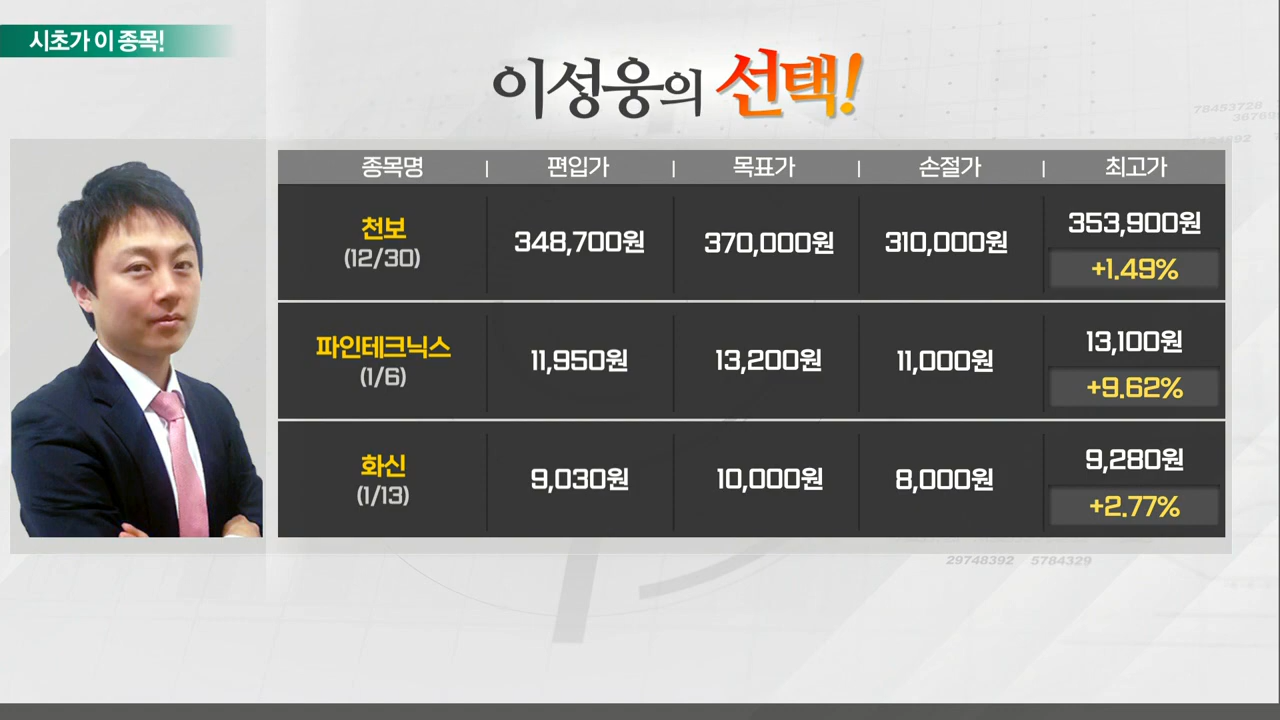 시초가 이 종목!
이성웅의 선택!
78453728
종목명 | 편입가 | 목표가 | 손절가 | 최고가
천보 348,700원 370,000원 310,000원 353,900원
(12/30) +1.49%
파인테크닉스 11,950원 13,200원 11,000원 13,100원
(1/6) +9.62%
화신 9,030원 10,000원 8,000원 9,280원
(1/13) +2.77%
29748392 5784329